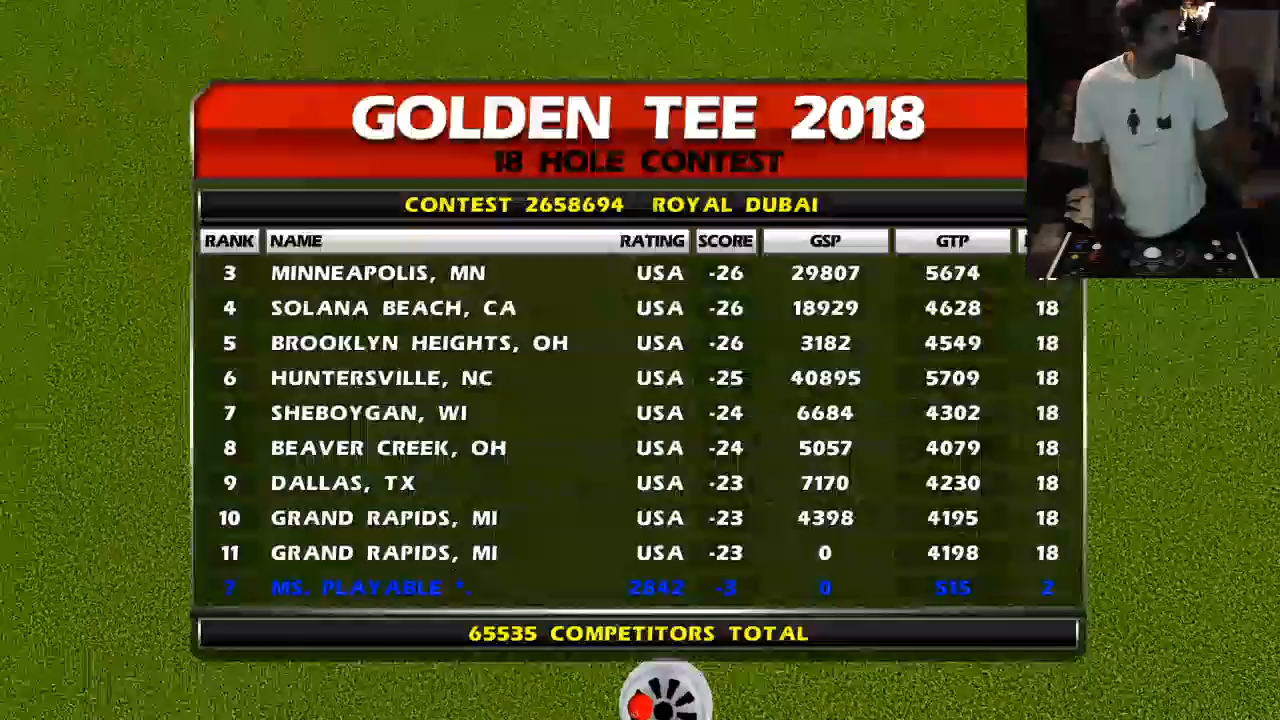 GOLDEN TEE 2018
18 HOLE CONTEST
CONTEST 2658694 ROYAL DUBAI
RANK NAME RATING SCORE GSP GTP
3 MINNEAPOLIS, MN USA -26 29807 5674
4 SOLANA BEACH, CA USA -26 18929 4628 18
5 BROOKLYN HEIGHTS, OH USA -26 3182 4549 18
6 HUNTERSVILLE, NC USA -25 40895 5709 18
7 SHEBOYGAN, WI USA -24 6684 4302 18
8 BEAVER CREEK, OH USA -24 5057 4079 18
9 DALLAS, TX USA -23 7170 4230 18
10 GRAND RAPIDS, MI USA -23 4398 4195 18
11 GRAND RAPIDS, MI USA -23 0 4198 18
7 MS. PLAYABLE *. 2842 -3 0 515 2
65535 COMPETITORS TOTAL